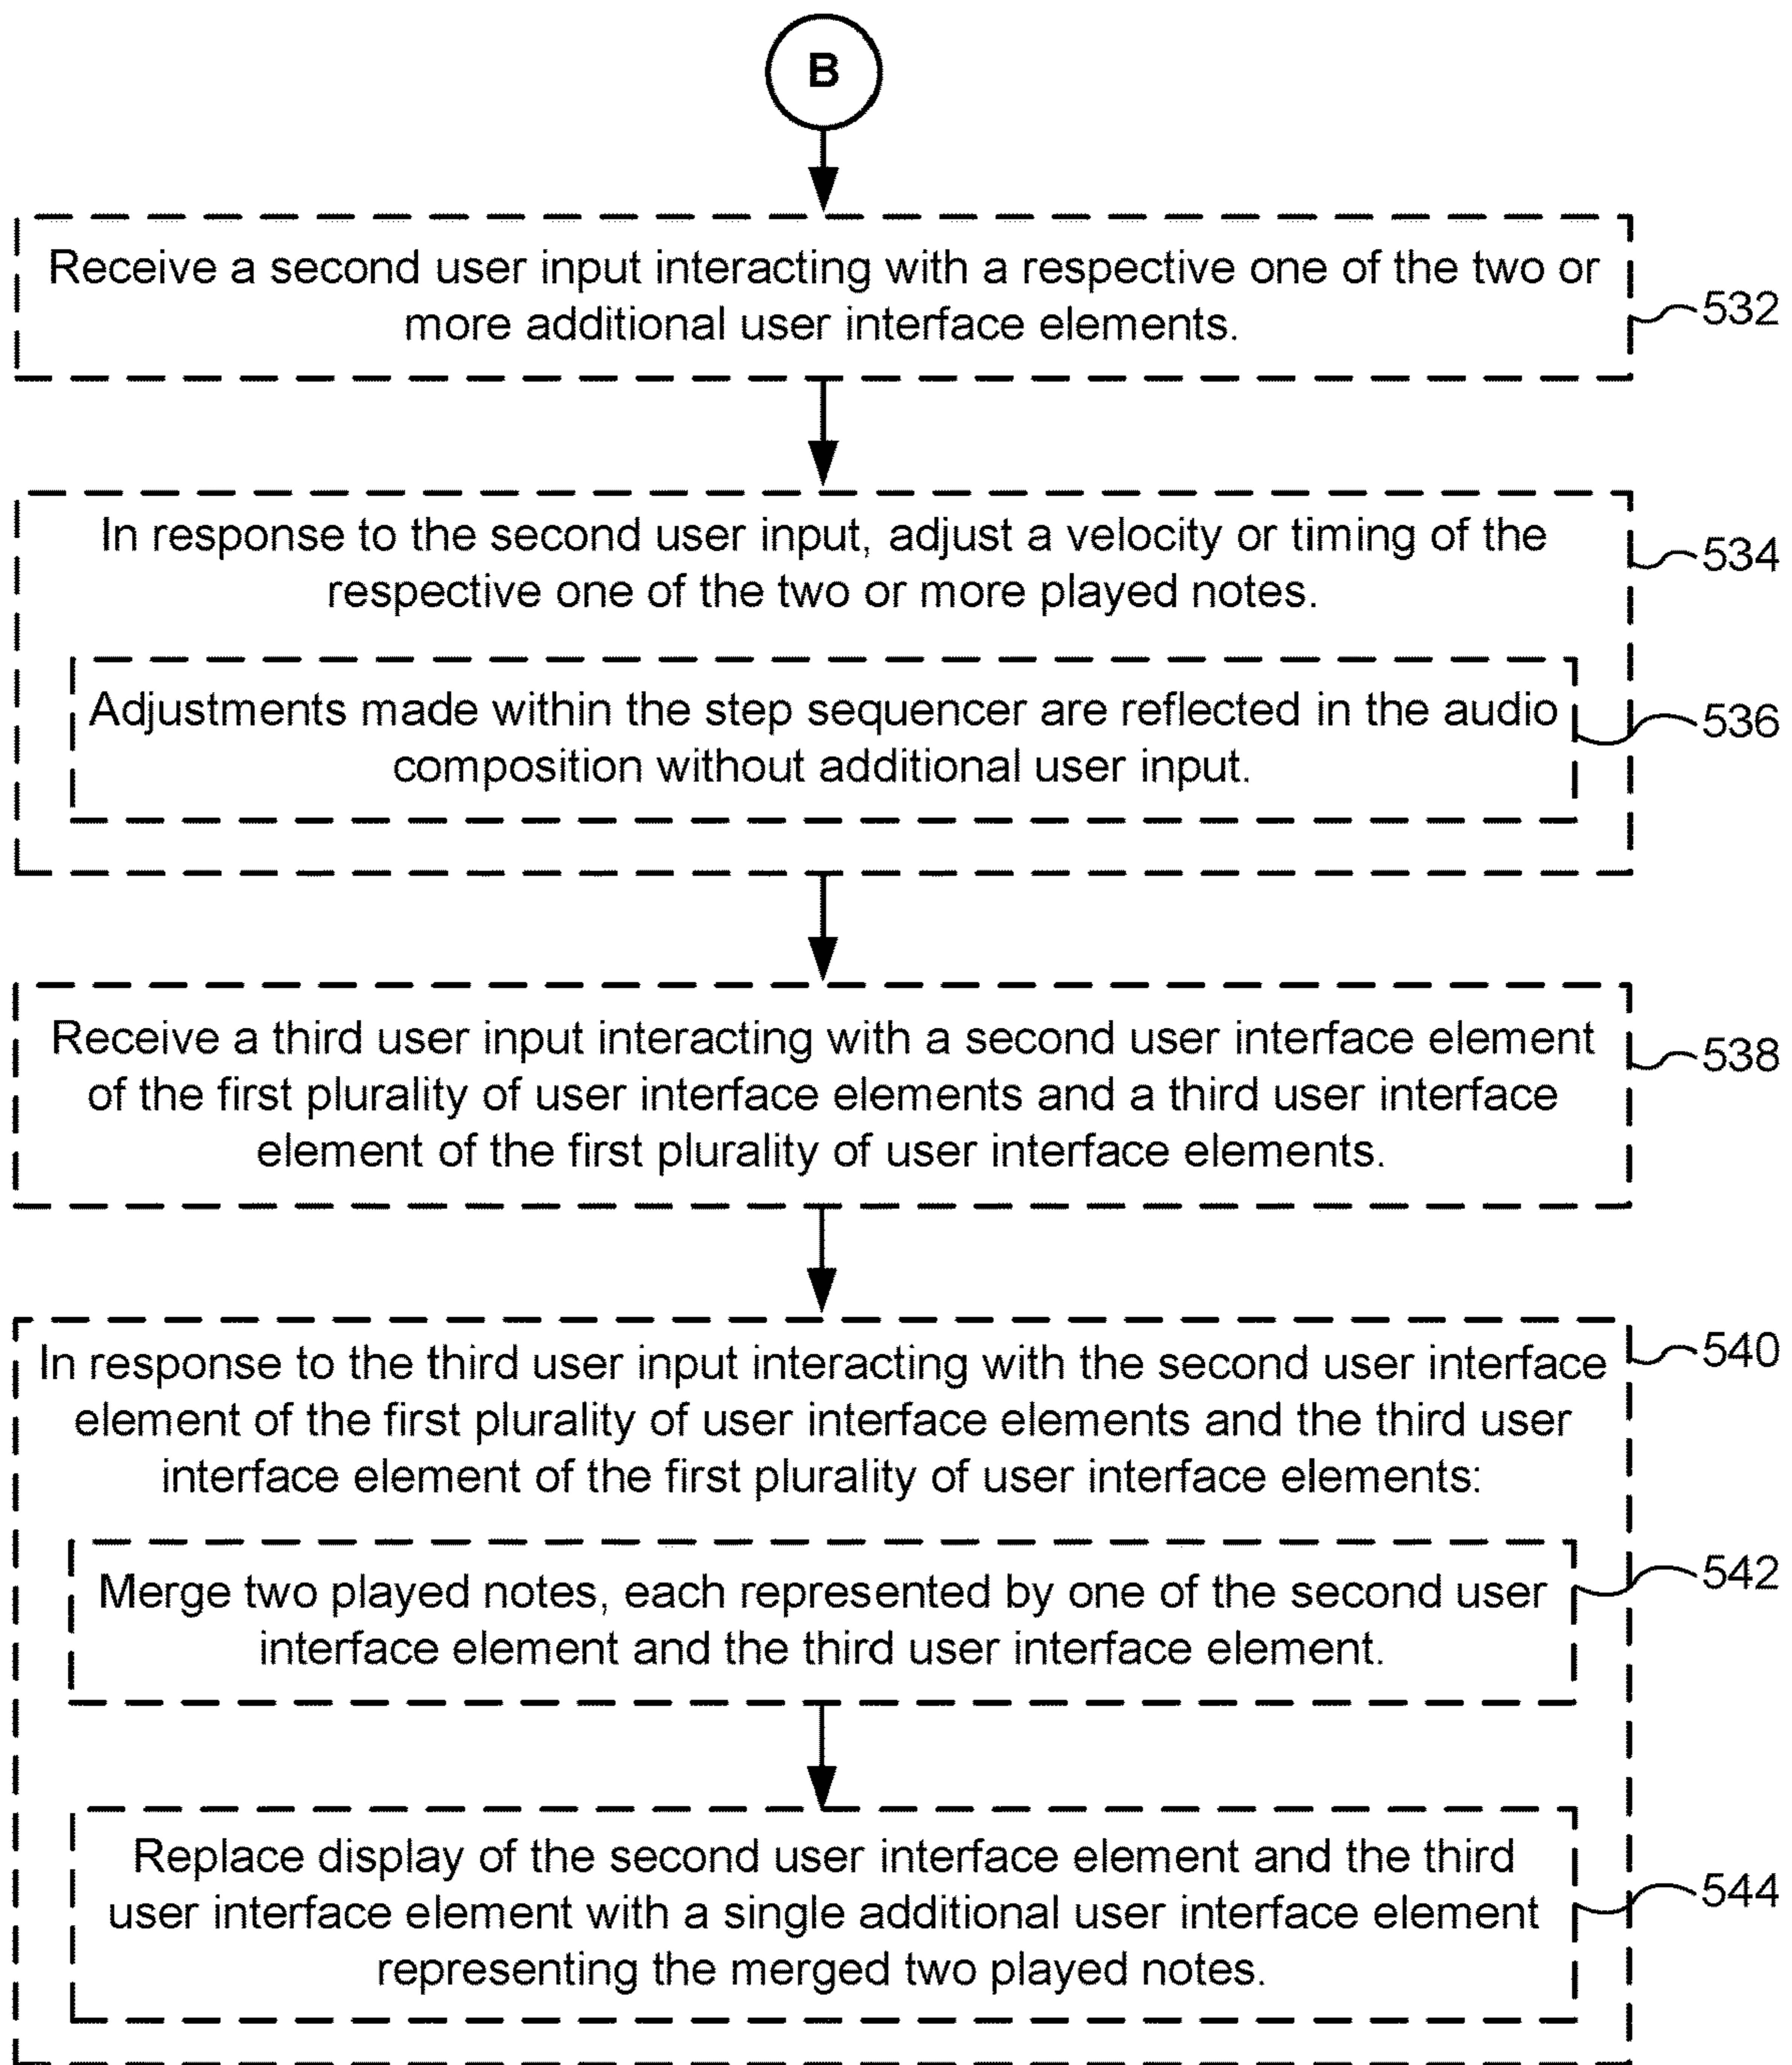 B
Receive a second user input interacting with a respective one of the two or
more additional user interface elements.
532
In response to the second user input, adjust a velocity or timing of the
respective one of the two or more played notes.
534
Adjustments made within the step sequencer are reflected in the audio
composition without additional user input.
536
Receive a third user input interacting with a second user interface element
of the first plurality of user interface elements and a third user interface
element of the first plurality of user interface elements.
538
In response to the third user input interacting with the second user interface
element of the first plurality of user interface elements and the third user
interface element of the first plurality of user interface elements:
540
Merge two played notes, each represented by one of the second user
interface element and the third user interface element.
542
Replace display of the second user interface element and the third
user interface element with a single additional user interface element
representing the merged two played notes.
544